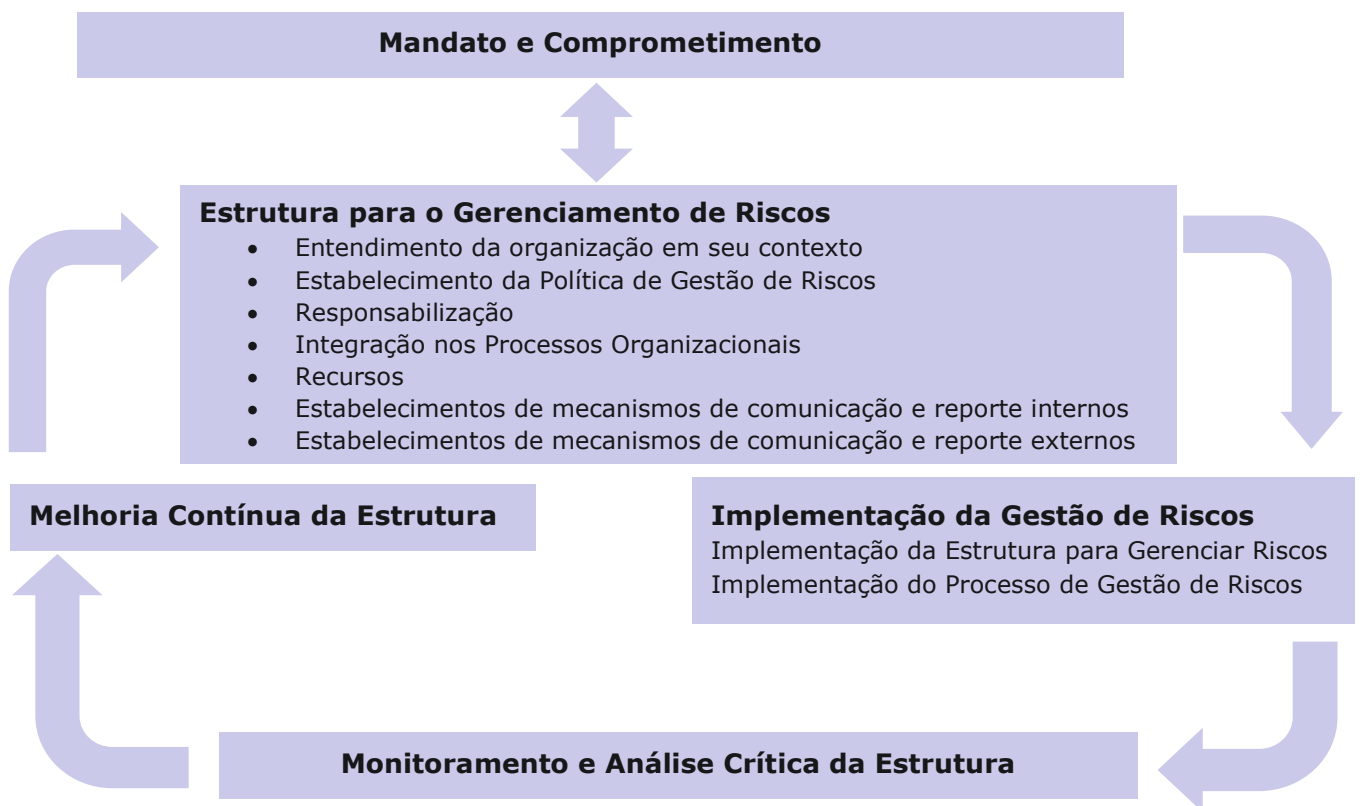 Mandato e Comprometimento
Estrutura para o Gerenciamento de Riscos
• Entendimento da organização em seu contexto
• Estabelecimento da Política de Gestão de Riscos
• Responsabilização
• Integração nos Processos Organizacionais
• Recursos
• Estabelecimentos de mecanismos de comunicação e reporte internos
• Estabelecimentos de mecanismos de comunicação e reporte externos
Melhoria Contínua da Estrutura
Implementação da Gestão de Riscos
Implementação da Estrutura para Gerenciar Riscos
Implementação do Processo de Gestão de Riscos
Monitoramento e Análise Crítica da Estrutura